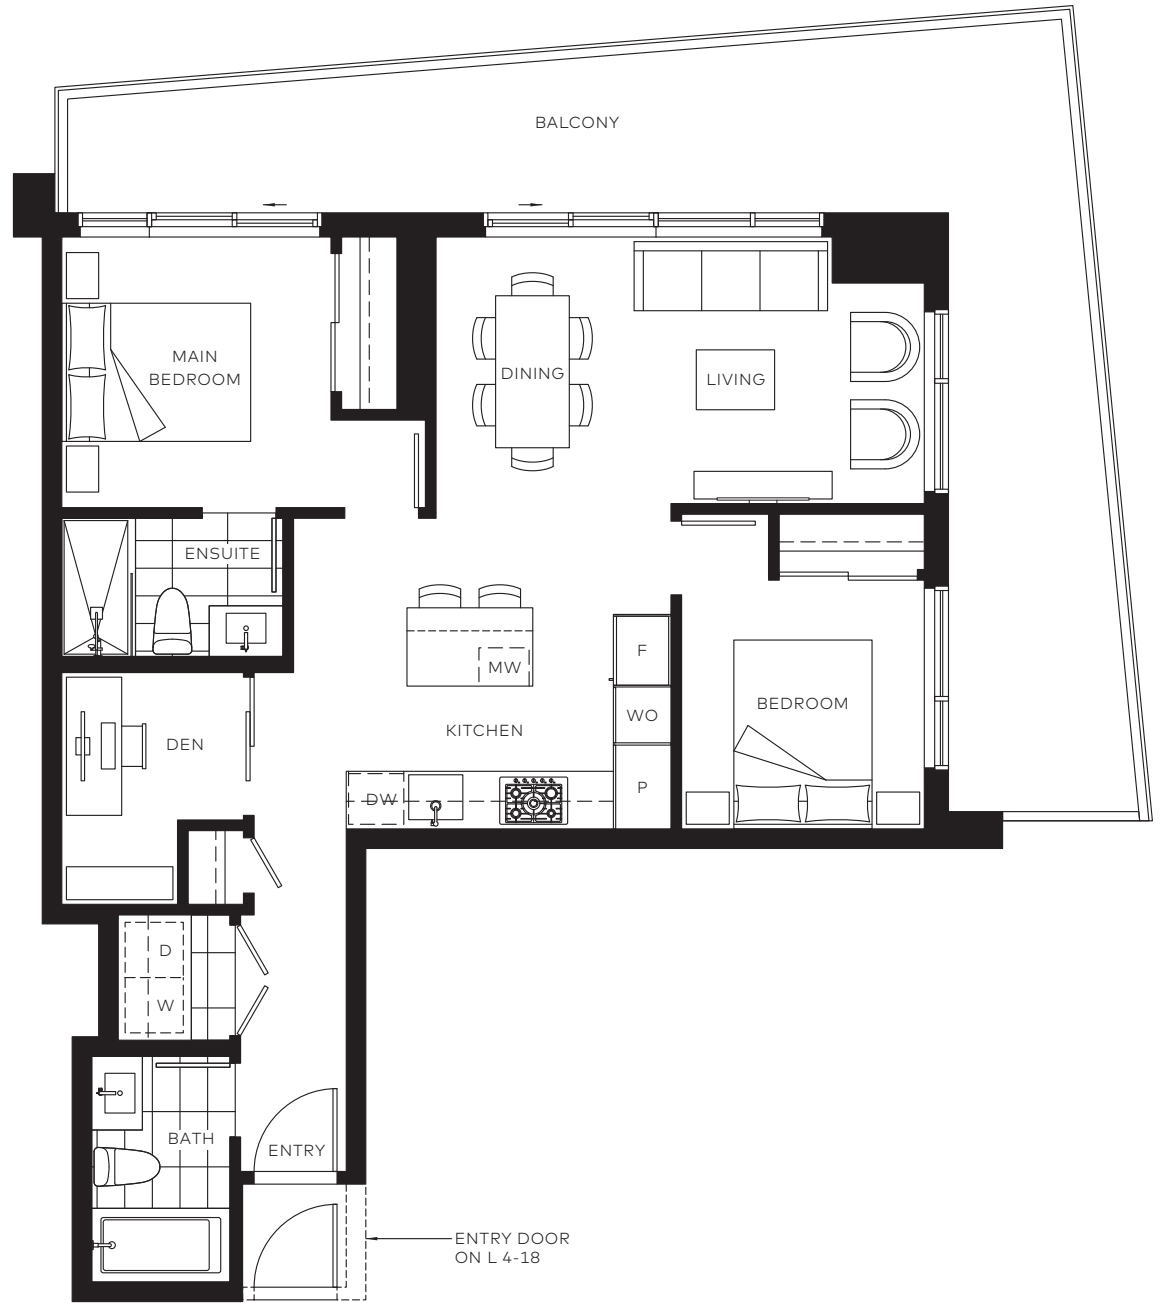 BALCONY
MAIN
BEDROOM
DINING
LIVING
ENSUITE
MW
F
WO
P
KITCHEN
BEDROOM
DEN
DW
D
W
BATH
ENTRY
ENTRY DOOR
ON L 4-18